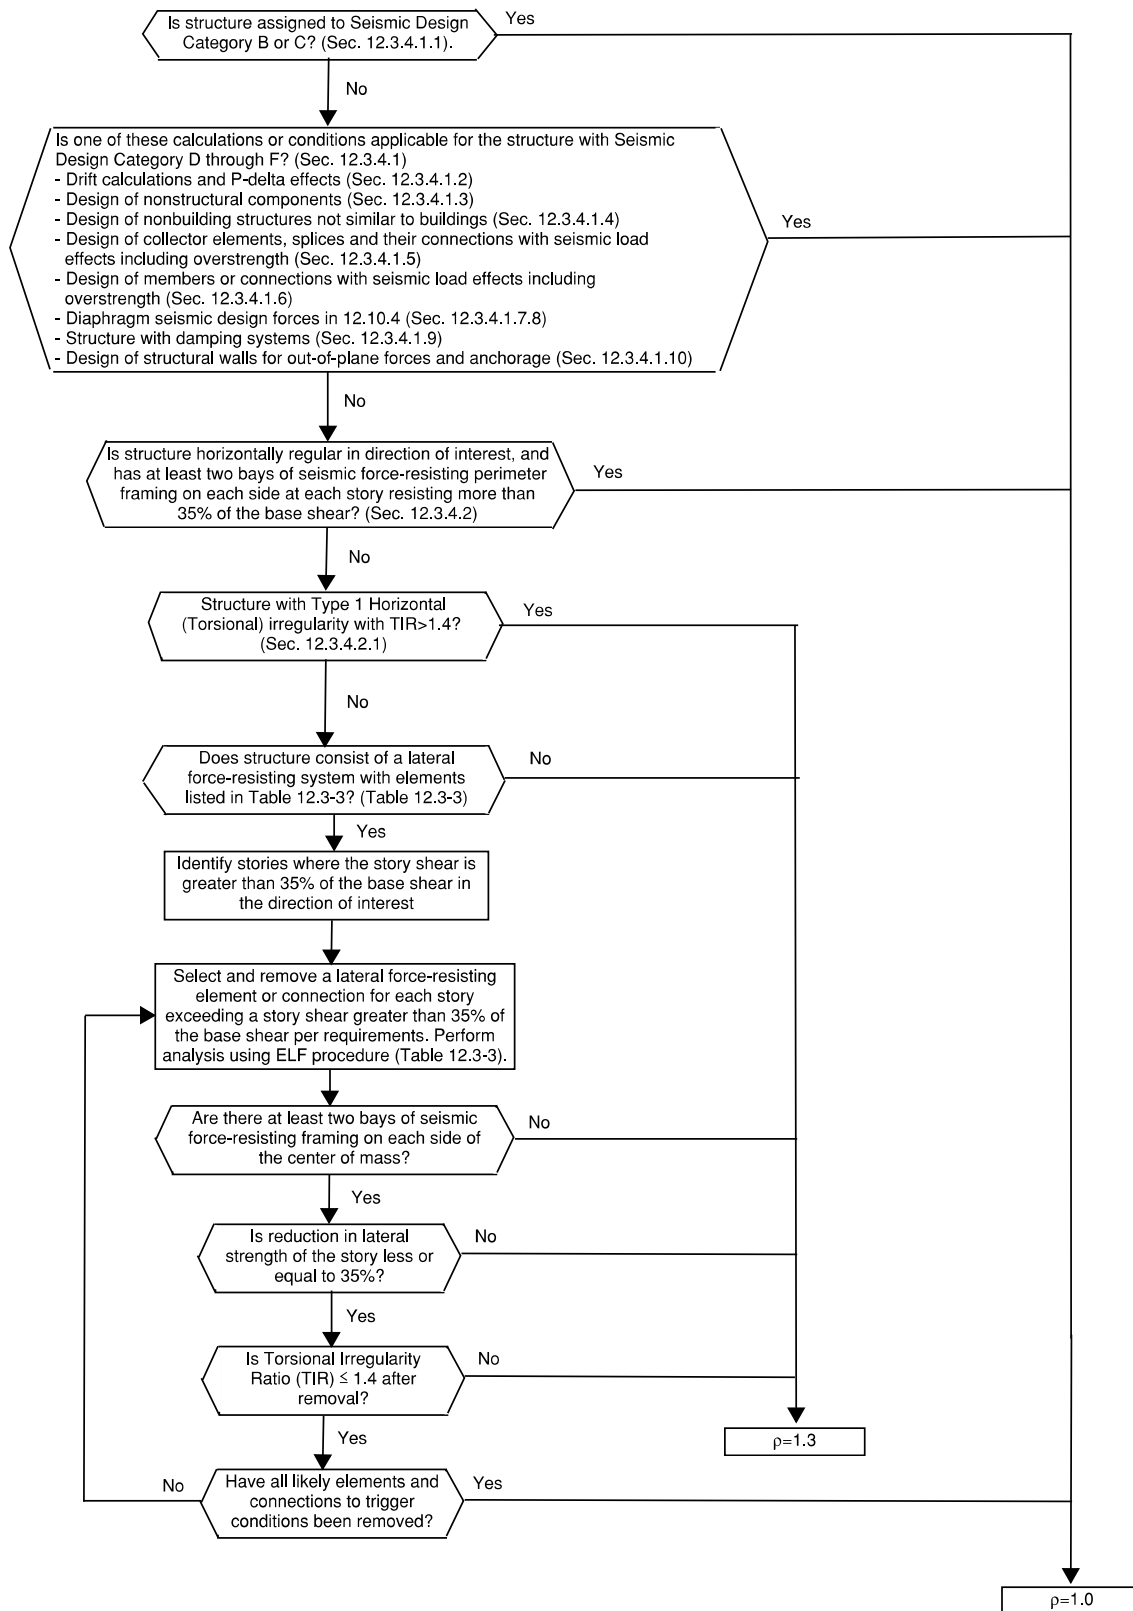 Is structure assigned to Seismic Design
Category B or C? (Sec. 12.3.4.1.1).
Yes
No
Is one of these calculations or conditions applicable for the structure with Seismic
Design Category D through F? (Sec. 12.3.4.1)
- Drift calculations and P-delta effects (Sec. 12.3.4.1.2)
- Design of nonstructural components (Sec. 12.3.4.1.3)
- Design of nonbuilding structures not similar to buildings (Sec. 12.3.4.1.4)
- Design of collector elements, splices and their connections with seismic load
effects including overstrength (Sec. 12.3.4.1.5)
- Design of members or connections with seismic load effects including
overstrength (Sec. 12.3.4.1.6)
- Diaphragm seismic design forces in 12.10.4 (Sec. 12.3.4.1.7.8)
- Structure with damping systems (Sec. 12.3.4.1.9)
- Design of structural walls for out-of-plane forces and anchorage (Sec. 12.3.4.1.10)
Yes
No
Is structure horizontally regular in direction of interest, and
has at least two bays of seismic force-resisting perimeter
framing on each side at each story resisting more than
35% of the base shear? (Sec. 12.3.4.2)
Yes
No
Structure with Type 1 Horizontal
(Torsional) irregularity with TIR>1.4?
(Sec. 12.3.4.2.1)
Yes
No
Does structure consist of a lateral
force-resisting system with elements
listed in Table 12.3-3? (Table 12.3-3)
No
Yes
Identify stories where the story shear is
greater than 35% of the base shear in
the direction of interest
Select and remove a lateral force-resisting
element or connection for each story
exceeding a story shear greater than 35% of
the base shear per requirements. Perform
analysis using ELF procedure (Table 12.3-3).
Are there at least two bays of seismic
force-resisting framing on each side of
the center of mass?
No
Yes
Is reduction in lateral
strength of the story less or
equal to 35%?
No
Yes
Is Torsional Irregularity
Ratio (TIR) ≤ 1.4 after
removal?
No
Yes
ρ=1.3
No
Have all likely elements and
connections to trigger
conditions been removed?
Yes
ρ=1.0